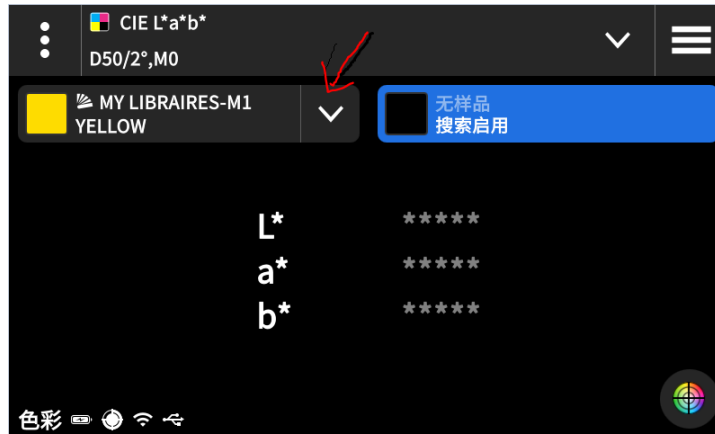 CIE L*a*b*
D50/2°,M0
MY LIBRAIRES-M1
YELLOW
无样品
搜索启用
L* *****
a* *****
b* *****
色彩